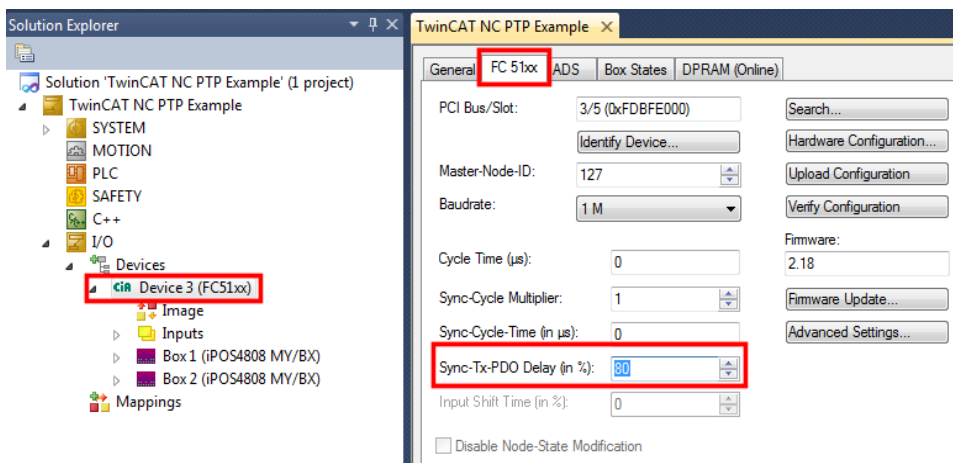 Solution Explorer
Solution 'TwinCAT NC PTP Example' (1 project)
TwinCAT NC PTP Example
SYSTEM
MOTION
PLC
SAFETY
C++
I/O
Devices
CiA Device 3 (FC51xx)
Image
Inputs
Box 1 (iPOS4808 MY/BX)
Box 2 (iPOS4808 MY/BX)
Mappings
TwinCAT NC PTP Example
General FC 51xx ADS Box States DPRAM (Online)
PCI Bus/Slot: 3/5 (0xFDBFE000) Search...
Identify Device... Hardware Configuration...
Master-Node-ID: 127 Upload Configuration
Baudrate: 1 M Verify Configuration
Firmware:
Cycle Time (µs): 0 2.18
Sync-Cycle Multiplier: 1 Firmware Update...
Sync-Cycle-Time (in µs): 0 Advanced Settings...
Sync-Tx-PDO Delay (in %): 80
Input Shift Time (in %): 0
Disable Node-State Modification